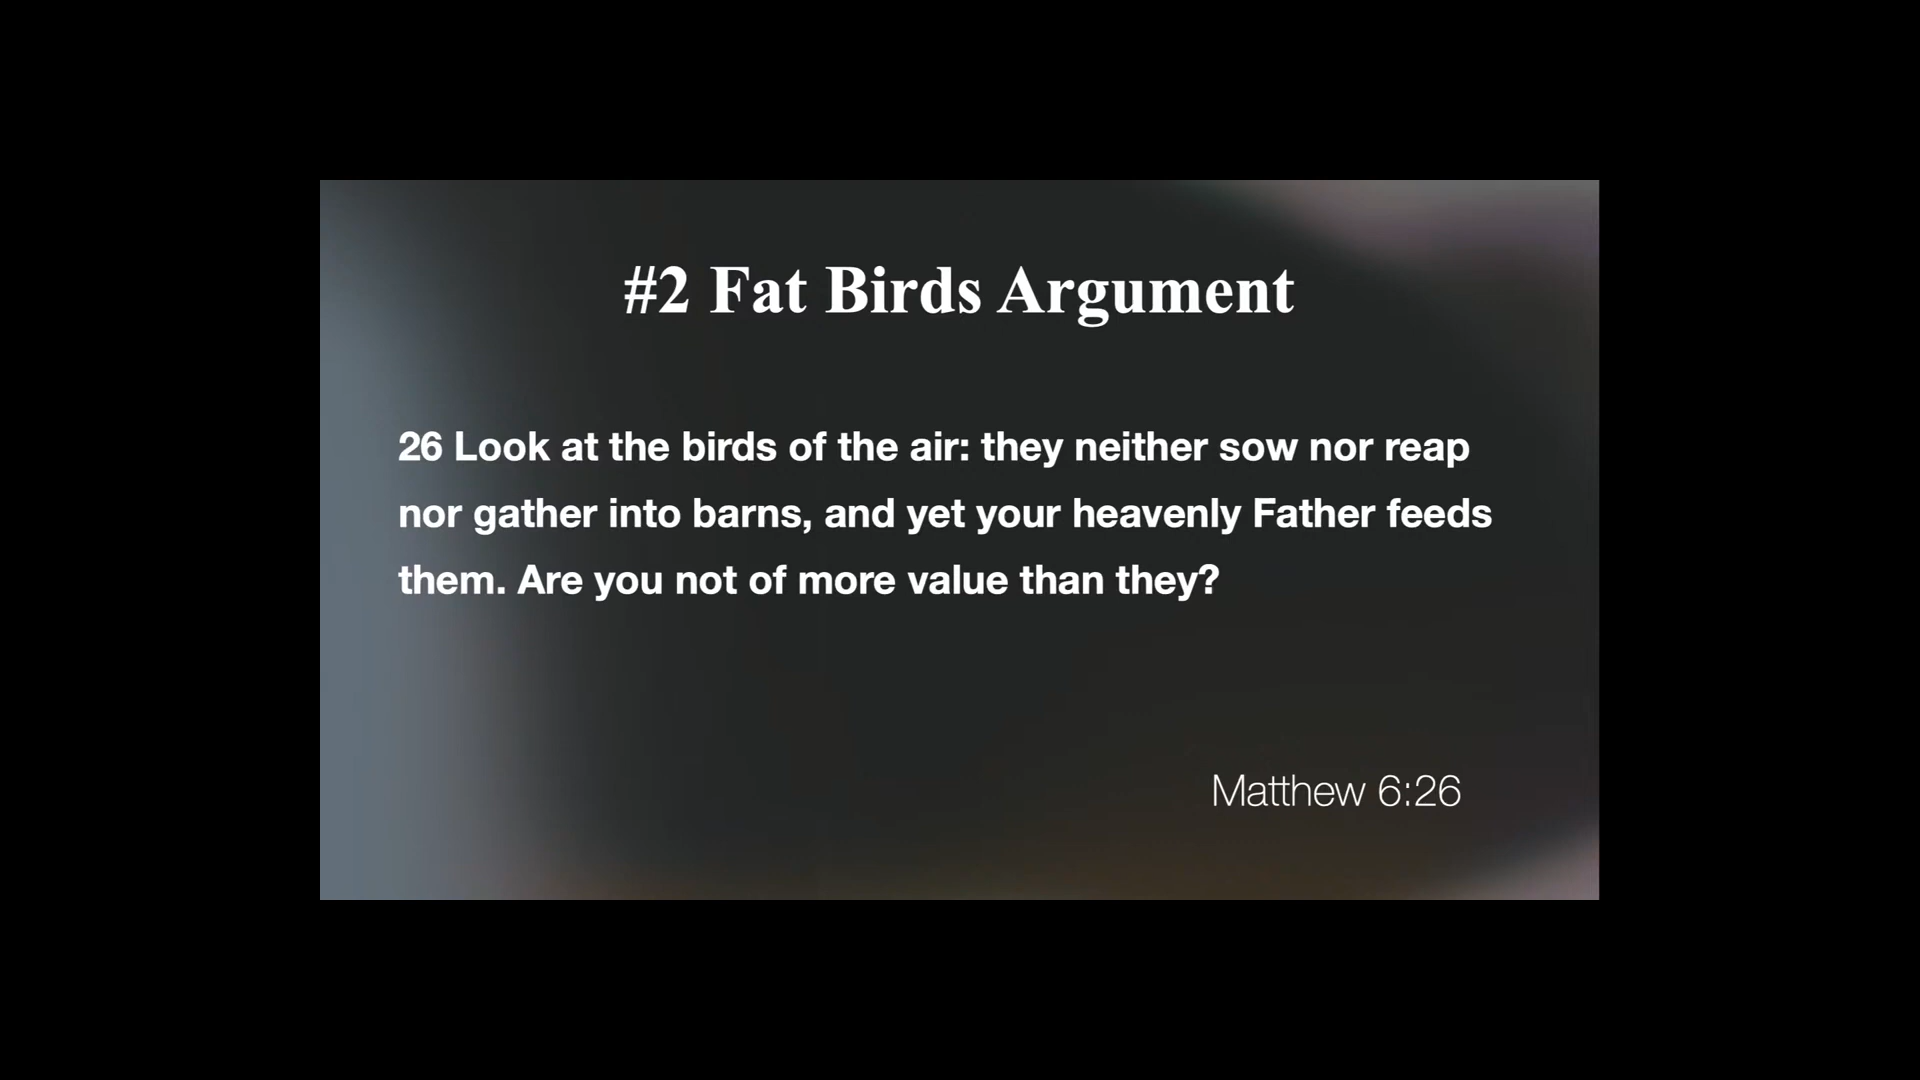 #2 Fat Birds Argument
26 Look at the birds of the air: they neither sow nor reap
nor gather into barns, and yet your heavenly Father feeds
them. Are you not of more value than they?
Matthew 6:26